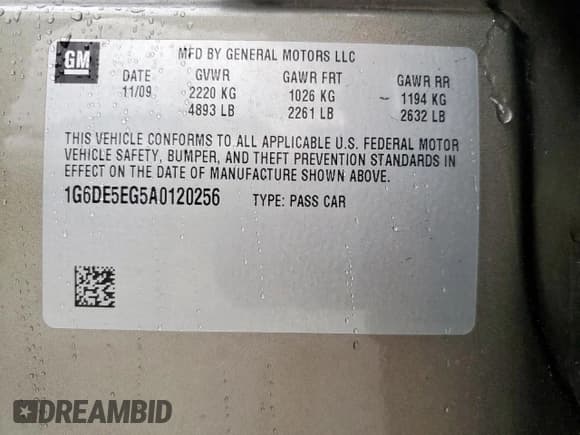 GM
MFD BY GENERAL MOTORS LLC
DATE GVWR GAWR FRT GAWR RR
11/09 2220 KG 1026 KG 1194 KG
4893 LB 2261 LB 2632 LB
THIS VEHICLE CONFORMS TO ALL APPLICABLE U.S. FEDERAL MOTOR
VEHICLE SAFETY, BUMPER, AND THEFT PREVENTION STANDARDS IN
EFFECT ON THE DATE OF MANUFACTURE SHOWN ABOVE.
1G6DE5EG5A0120256 TYPE: PASS CAR
DREAMBID